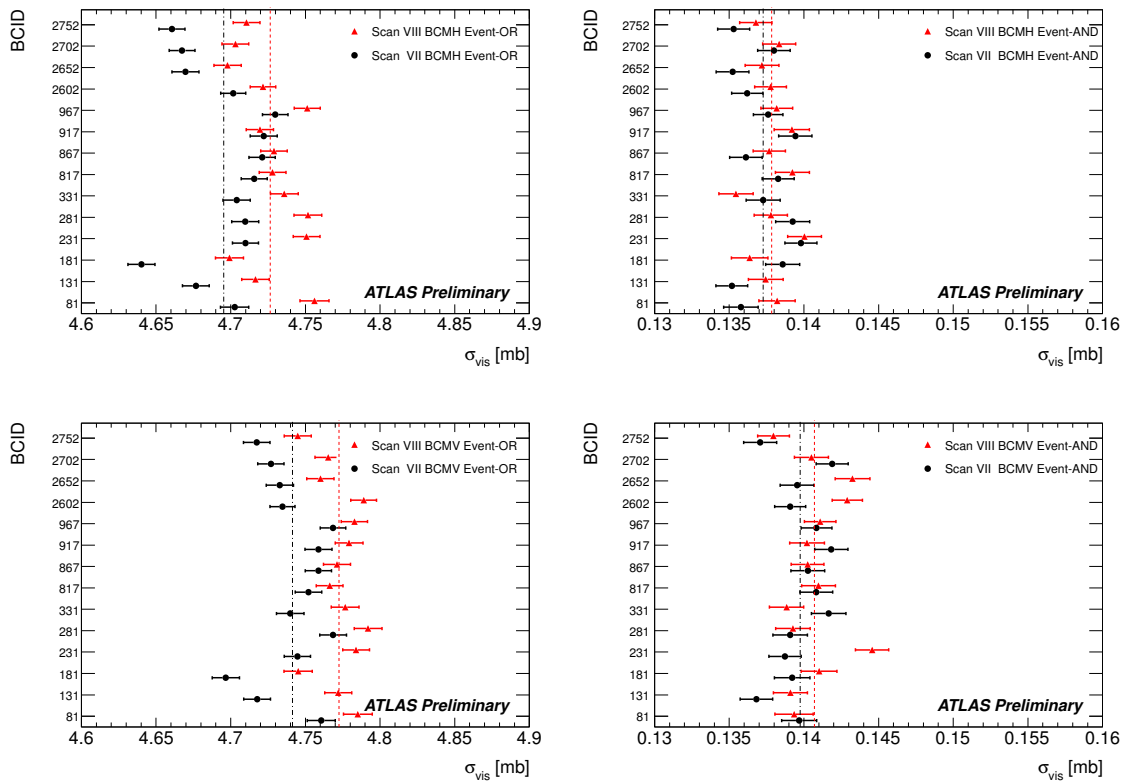 BCID
2752
2702
2652
2602
967
917
867
817
331
281
231
181
131
81
Scan VIII BCMH Event-OR
Scan VII BCMH Event-OR
ATLAS Preliminary
4.6 4.65 4.7 4.75 4.8 4.85 4.9
σvis [mb]
BCID
2752
2702
2652
2602
967
917
867
817
331
281
231
181
131
81
Scan VIII BCMH Event-AND
Scan VII BCMH Event-AND
ATLAS Preliminary
0.13 0.135 0.14 0.145 0.15 0.155 0.16
σvis [mb]
BCID
2752
2702
2652
2602
967
917
867
817
331
281
231
181
131
81
Scan VIII BCMV Event-OR
Scan VII BCMV Event-OR
ATLAS Preliminary
4.6 4.65 4.7 4.75 4.8 4.85 4.9
σvis [mb]
BCID
2752
2702
2652
2602
967
917
867
817
331
281
231
181
131
81
Scan VIII BCMV Event-AND
Scan VII BCMV Event-AND
ATLAS Preliminary
0.13 0.135 0.14 0.145 0.15 0.155 0.16
σvis [mb]